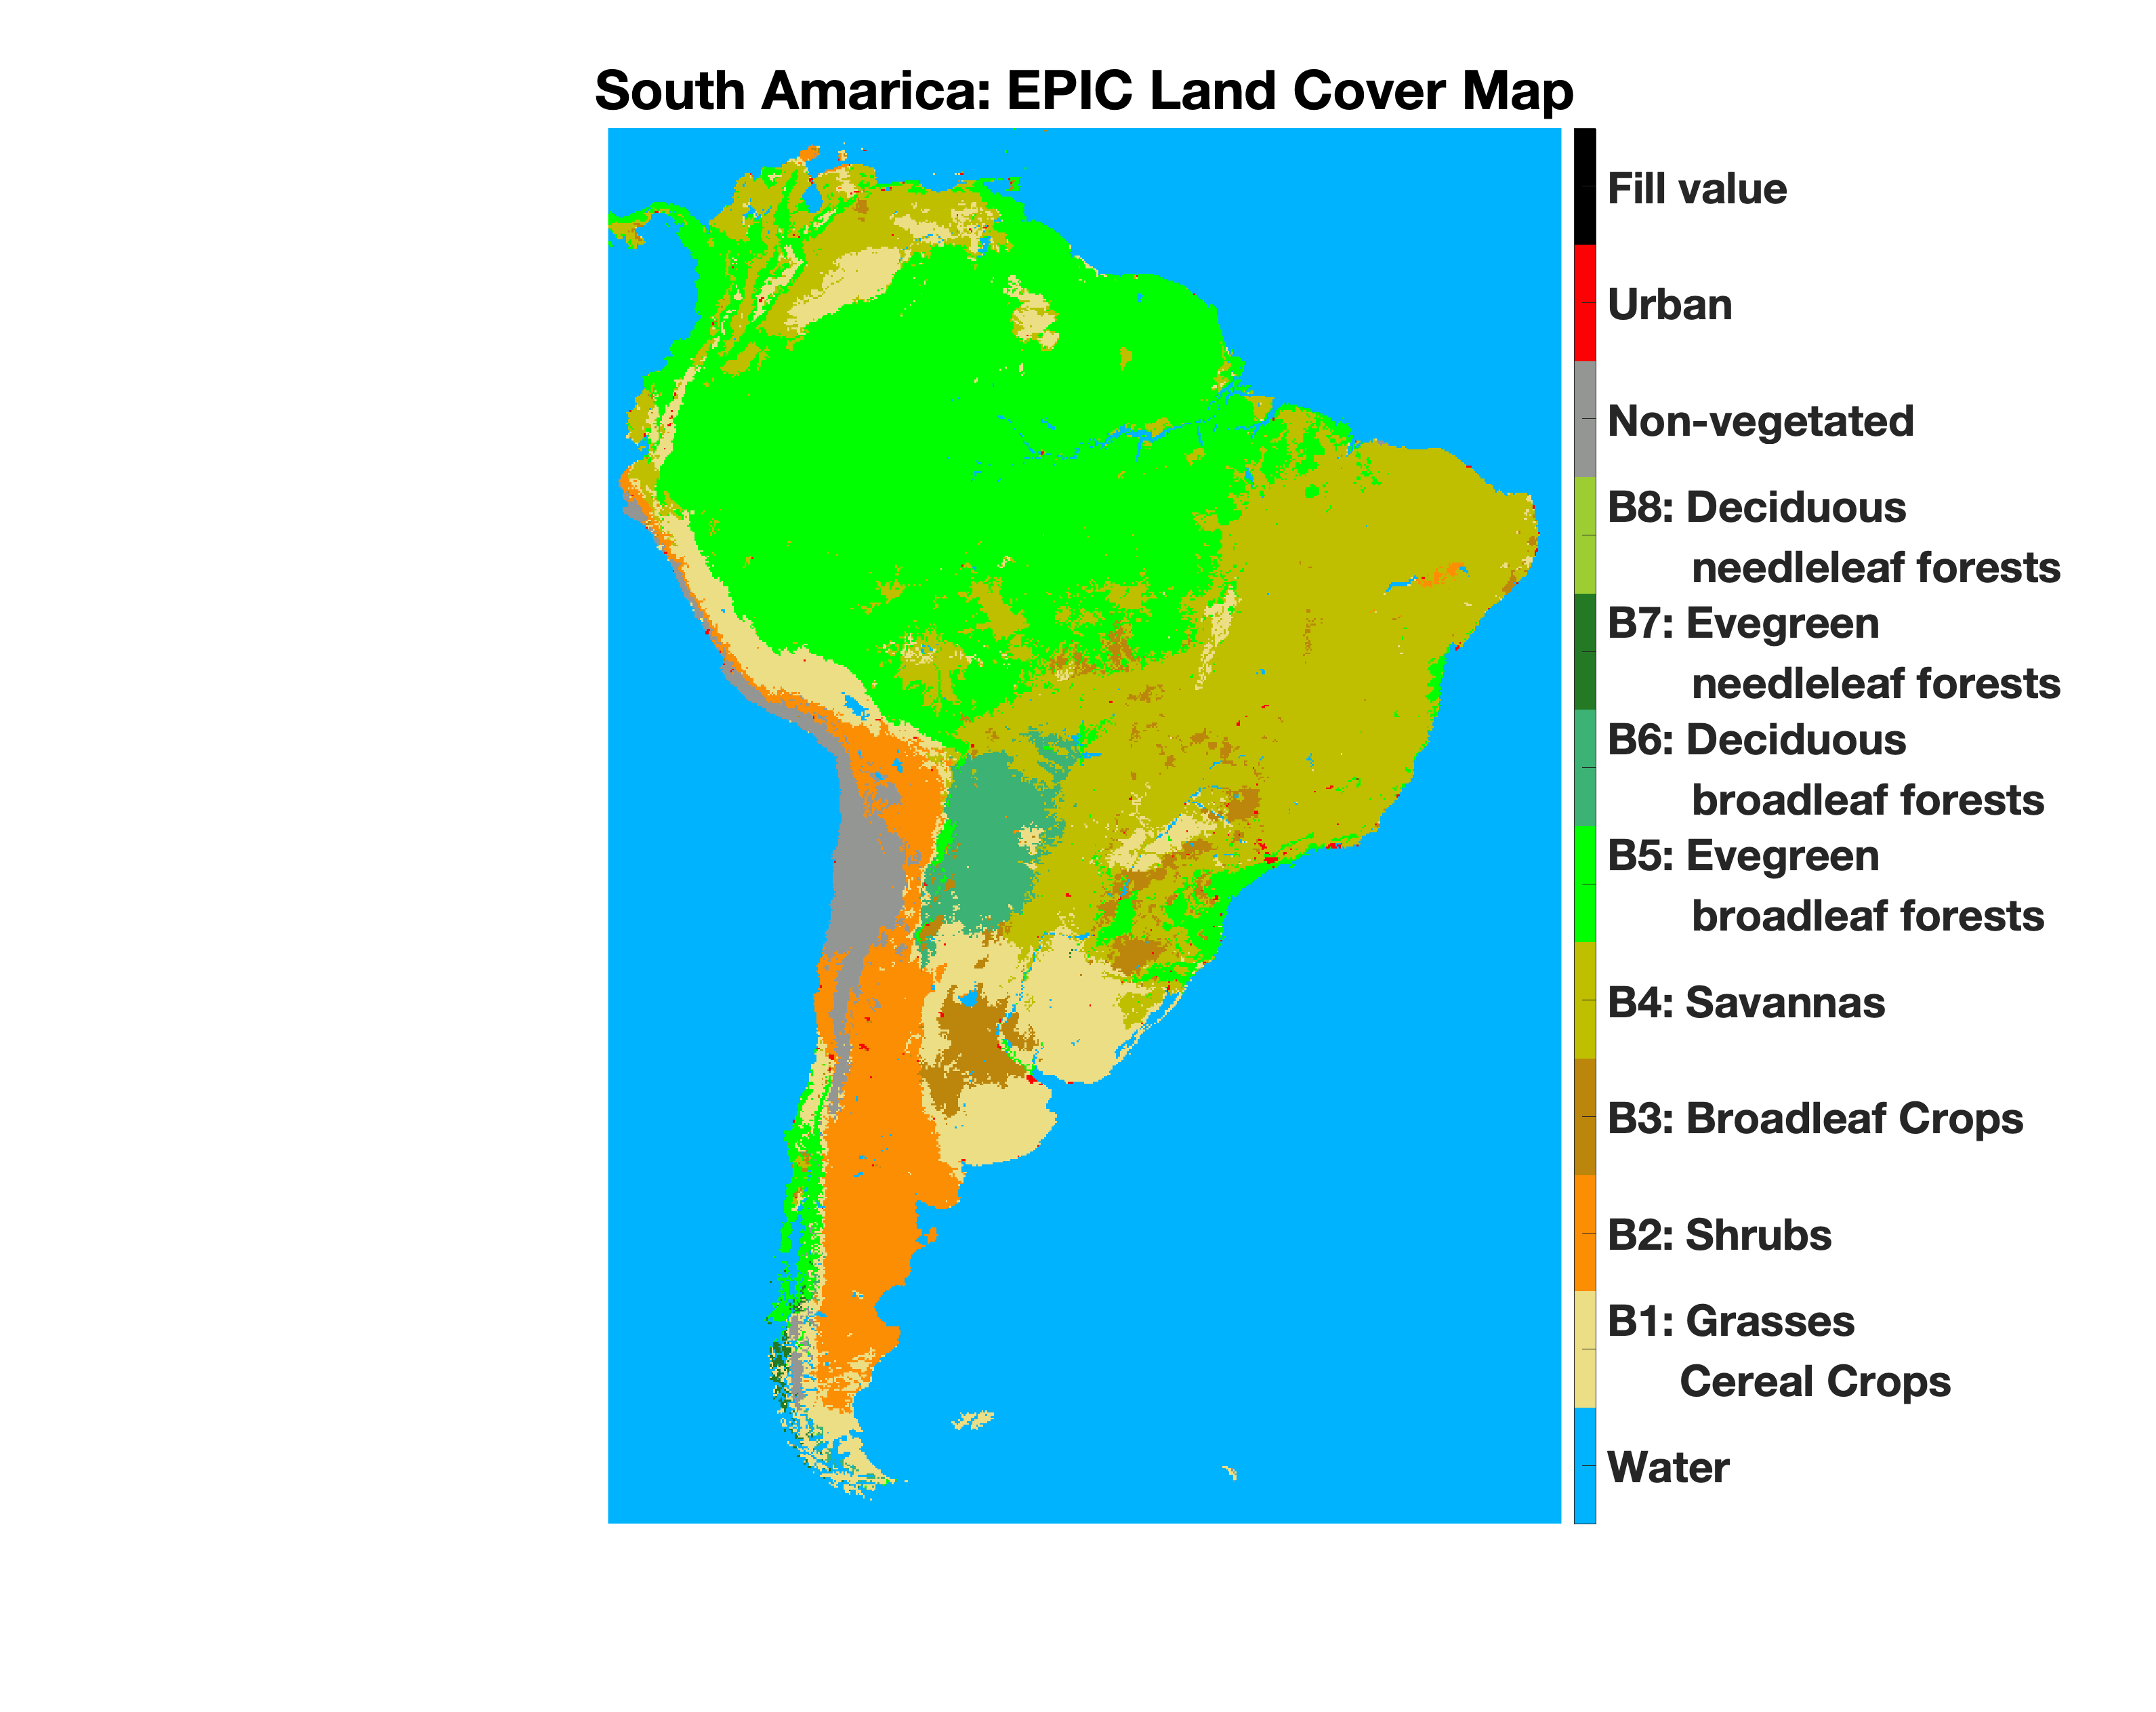 South Amarica: EPIC Land Cover Map
Fill value
Urban
Non-vegetated
B8: Deciduous
needleleaf forests
B7: Evegreen
needleleaf forests
B6: Deciduous
broadleaf forests
B5: Evegreen
broadleaf forests
B4: Savannas
B3: Broadleaf Crops
B2: Shrubs
B1: Grasses
Cereal Crops
Water